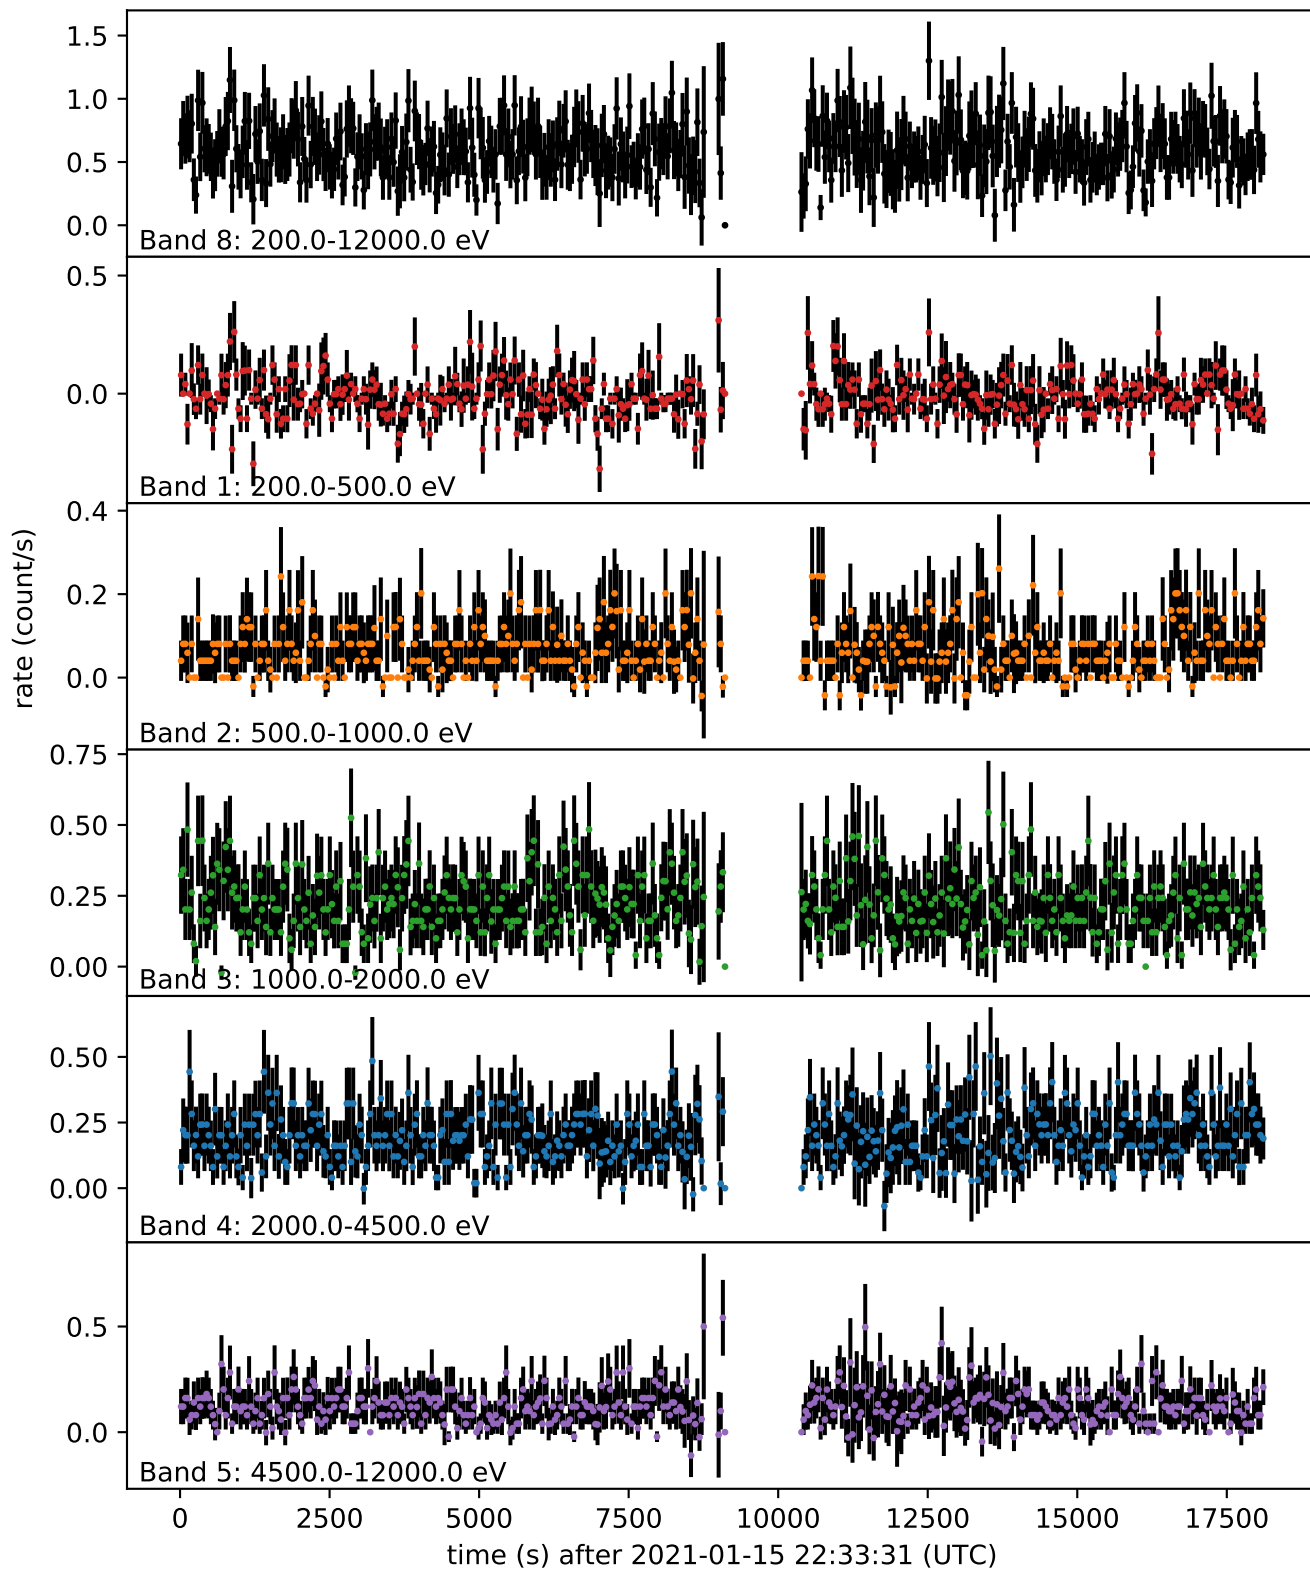 1.5
1.0
0.5
0.0
Band 8: 200.0-12000.0 eV
0.5
0.0
Band 1: 200.0-500.0 eV
0.4
0.2
0.0
Band 2: 500.0-1000.0 eV
rate (count/s)
0.75
0.50
0.25
0.00
Band 3: 1000.0-2000.0 eV
0.50
0.25
0.00
Band 4: 2000.0-4500.0 eV
0.5
0.0
Band 5: 4500.0-12000.0 eV
0 2500 5000 7500 10000 12500 15000 17500
time (s) after 2021-01-15 22:33:31 (UTC)